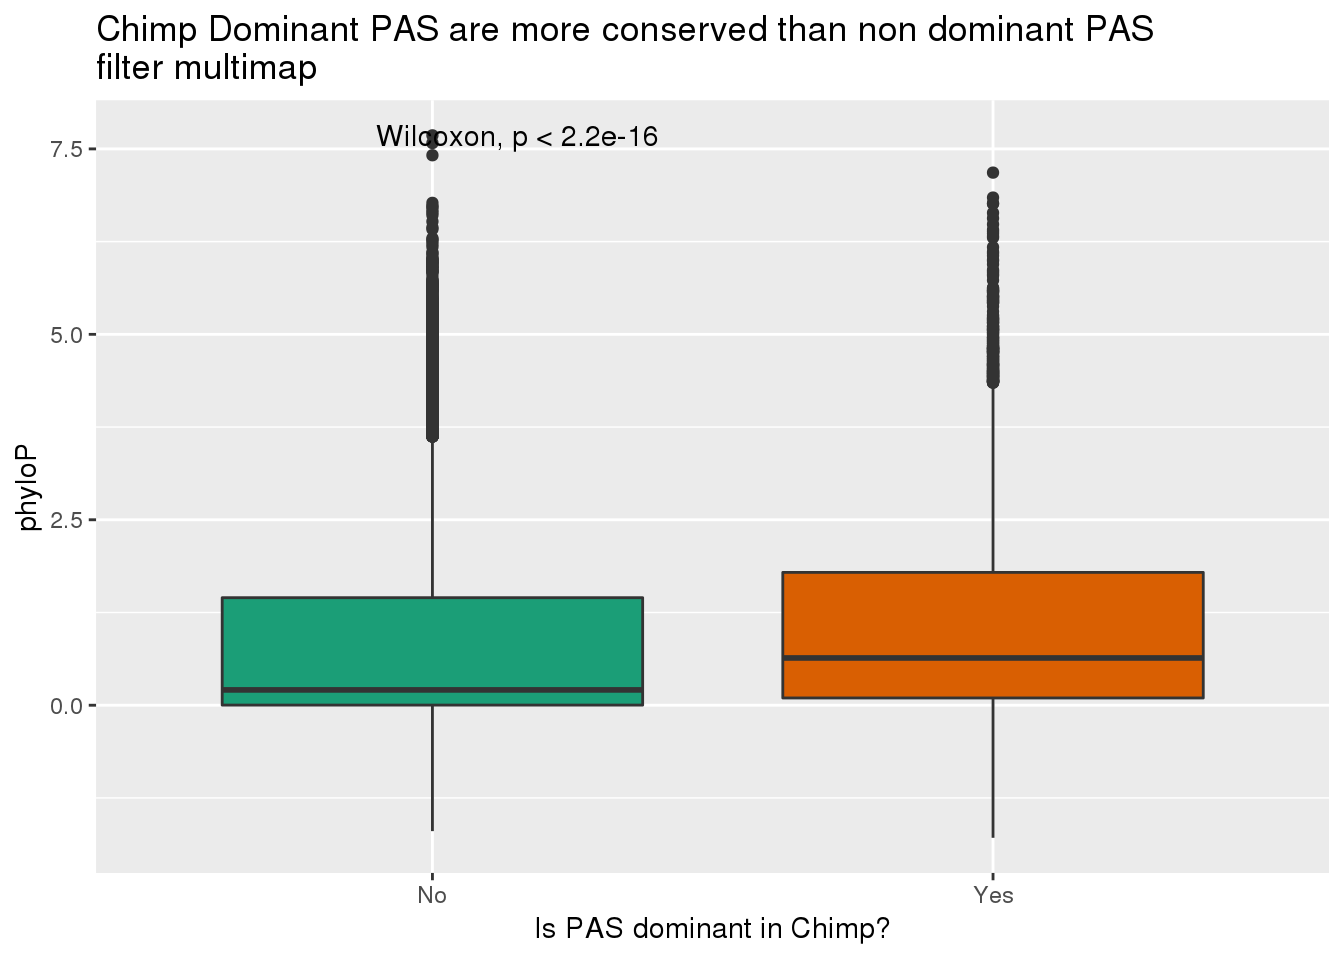 Chimp Dominant PAS are more conserved than non dominant PAS
filter multimap
Wilcoxon, p < 2.2e-16
7.5
5.0
2.5
0.0
phyloP
No
Yes
Is PAS dominant in Chimp?